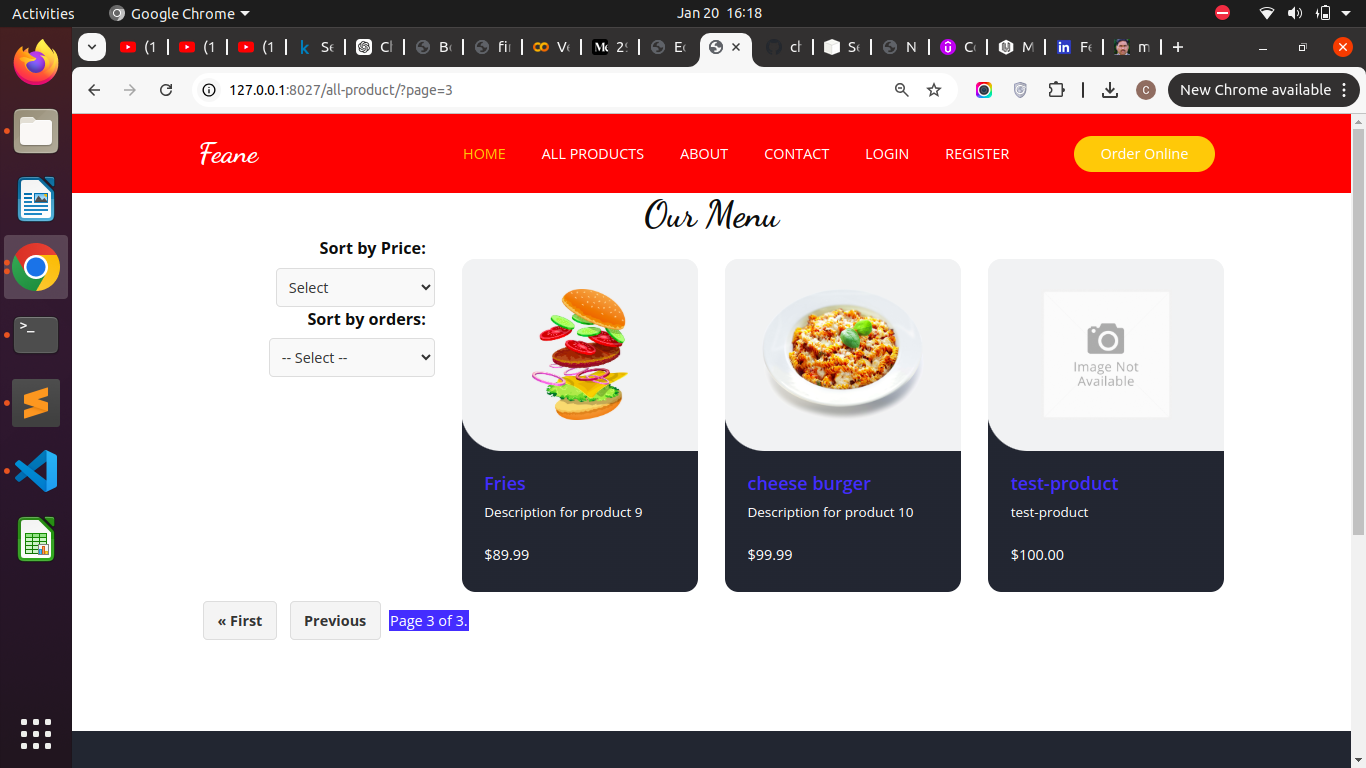 Activities
Google Chrome
Jan 20 16:18
(1
(1
(1
k
Se
Cl
Bo
fi
Ve
29
Ec
cl
Se
N
Co
M
Fe
m
127.0.0.1:8027/all-product/?page=3
C
New Chrome available
Feane
HOME
ALL PRODUCTS
ABOUT
CONTACT
LOGIN
REGISTER
Order Online
Our Menu
Sort by Price:
Select
Sort by orders:
-- Select --
Image Not
Available
Fries
Description for product 9
$89.99
cheese burger
Description for product 10
$99.99
test-product
test-product
$100.00
« First
Previous
Page 3 of 3.